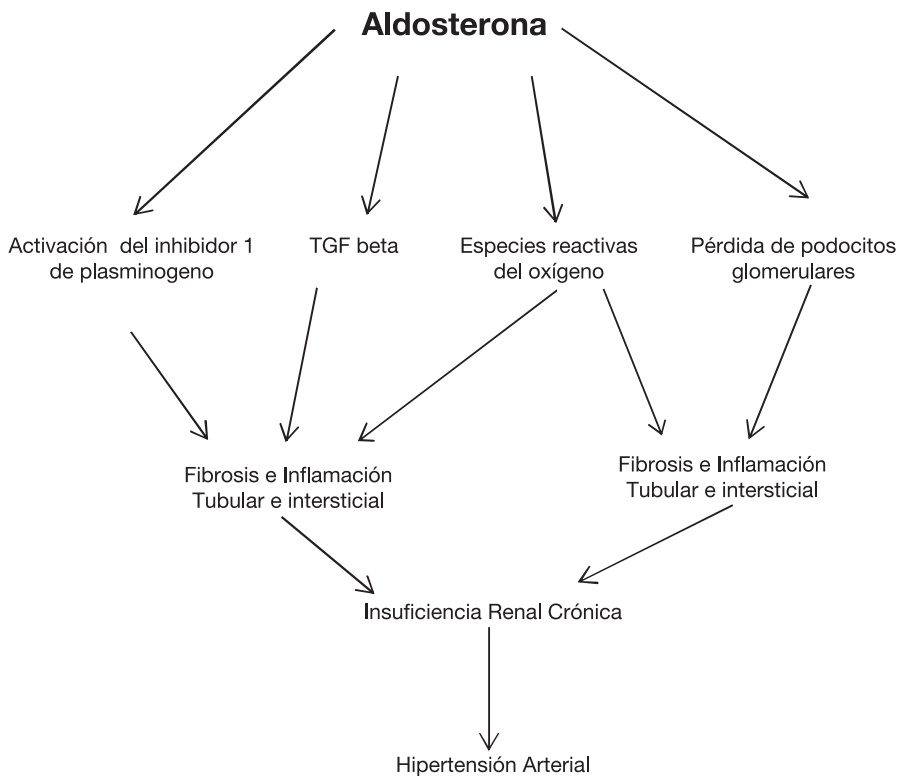 Aldosterona
Activación del inhibidor 1
de plasminogeno
TGF beta
Especies reactivas
del oxígeno
Pérdida de podocitos
glomerulares
Fibrosis e Inflamación
Tubular e intersticial
Fibrosis e Inflamación
Tubular e intersticial
Insuficiencia Renal Crónica
Hipertensión Arterial